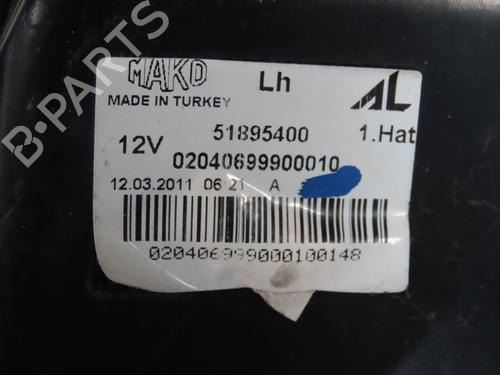 MAKO Lh AL
MADE IN TURKEY
12V 51895400 1.Hat
02040699900010
12.03.2011 06:21 A
020406999000100148
B-PARTS